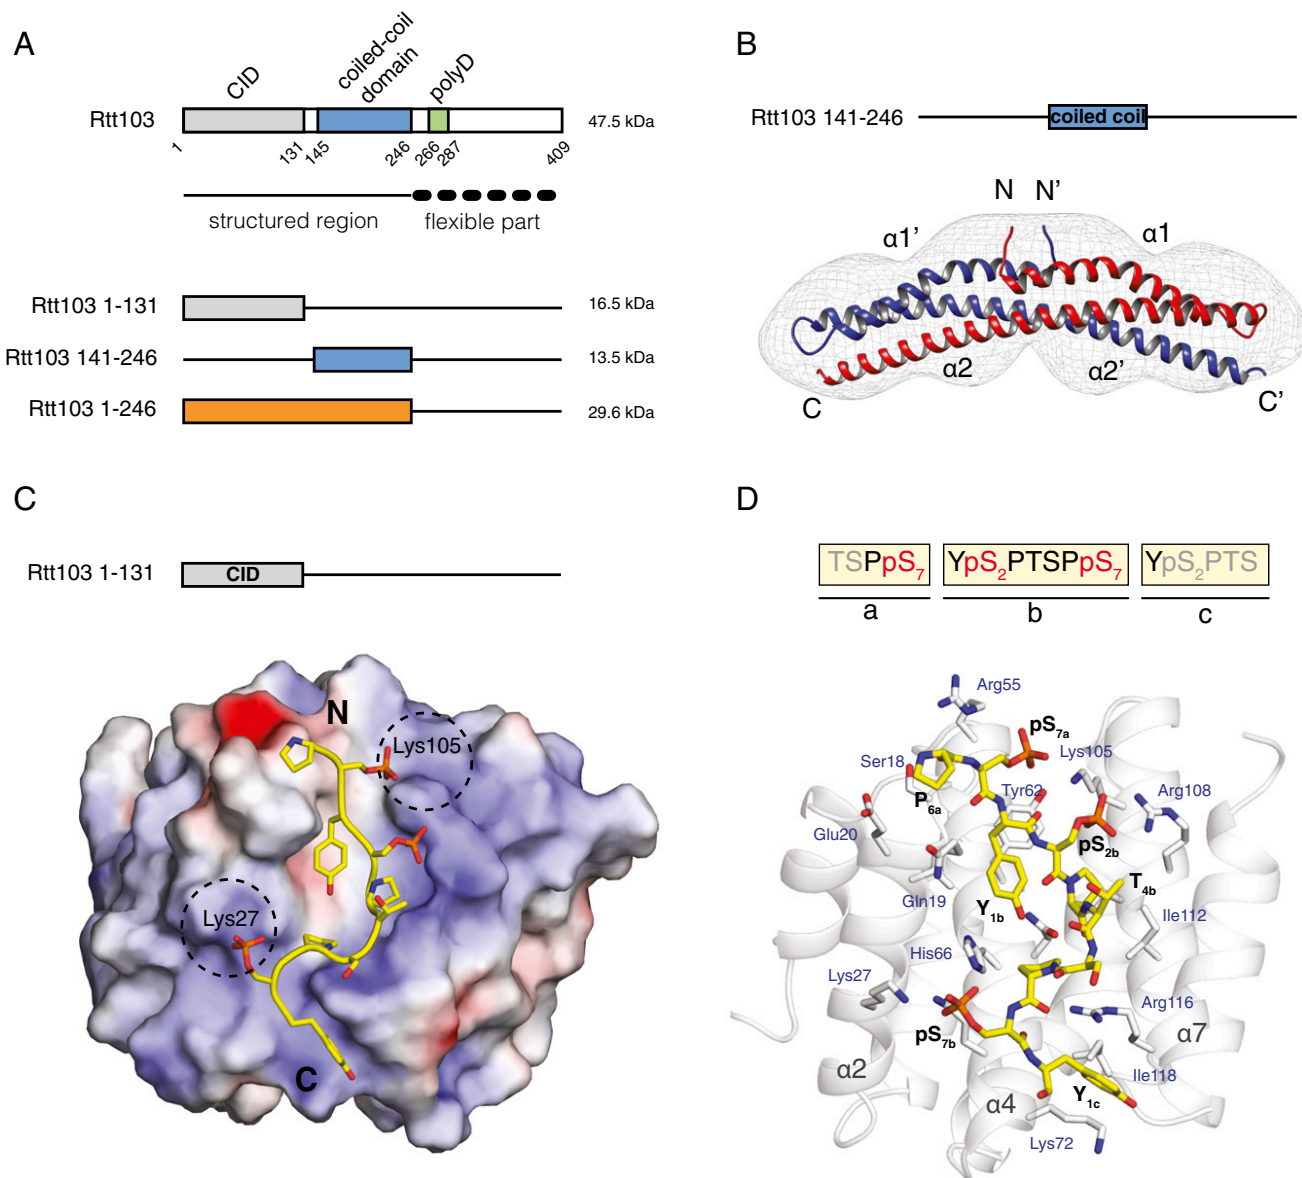 A
CID
coiled-coil
domain
polyD
Rtt103
47.5 kDa
1
131
145
246
266
287
409
structured region
flexible part
Rtt103 1-131
16.5 kDa
Rtt103 141-246
13.5 kDa
Rtt103 1-246
29.6 kDa
B
Rtt103 141-246
coiled coil
N
N’
α1’
α1
α2
α2’
C
C’
C
Rtt103 1-131
CID
N
Lys105
Lys27
C
D
TSPpS7
YpS2PTSPpS7
YpS2PTS
a
b
c
Arg55
pS7a
Ser18
Lys105
P6a
Tyr62
Arg108
Glu20
pS2b
T4b
Gln19
Y1b
Ile112
His66
Lys27
Arg116
pS7b
α7
α2
Ile118
α4
Y1c
Lys72